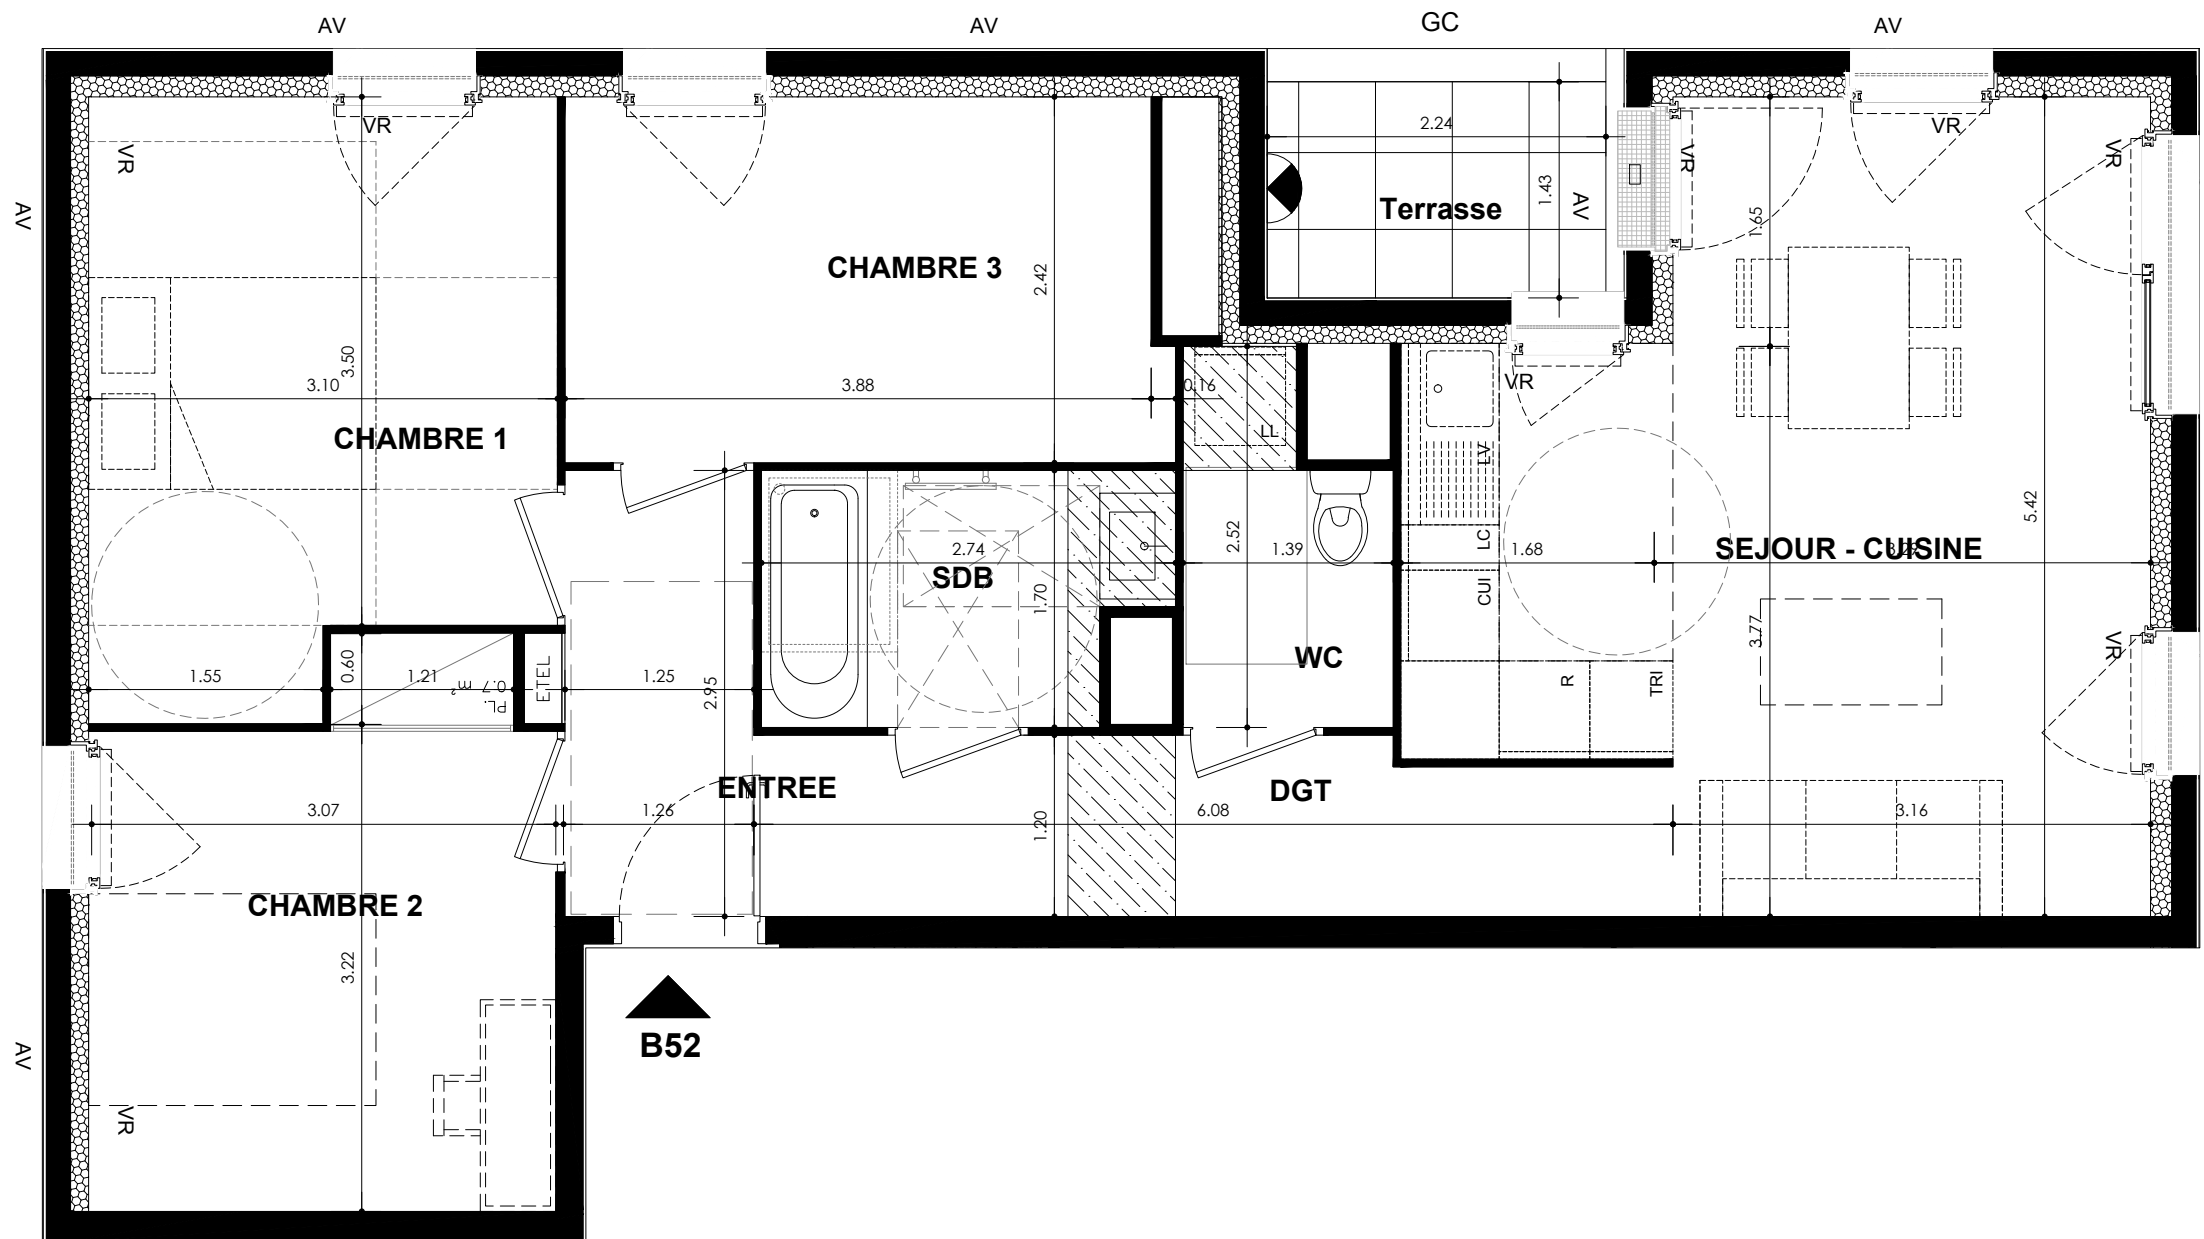 AV
AV
GC
AV
VR
VR
VR
AV
2.24
1.43
AV
Terrasse
VR
VR
1.65
CHAMBRE 3
2.42
3.50
3.10
3.88
0.16
VR
CHAMBRE 1
LL
LV
2.52
5.42
2.74
1.39
LC
1.68
SEJOUR - CUISINE
SDB
1.70
CUI
3.77
WC
VR
0.60
1.55
1.21
PL.
0.7 m²
ETEL
1.25
2.95
R
TRI
ENTREE
DGT
3.07
1.26
1.20
6.08
3.16
CHAMBRE 2
3.22
B52
AV
VR